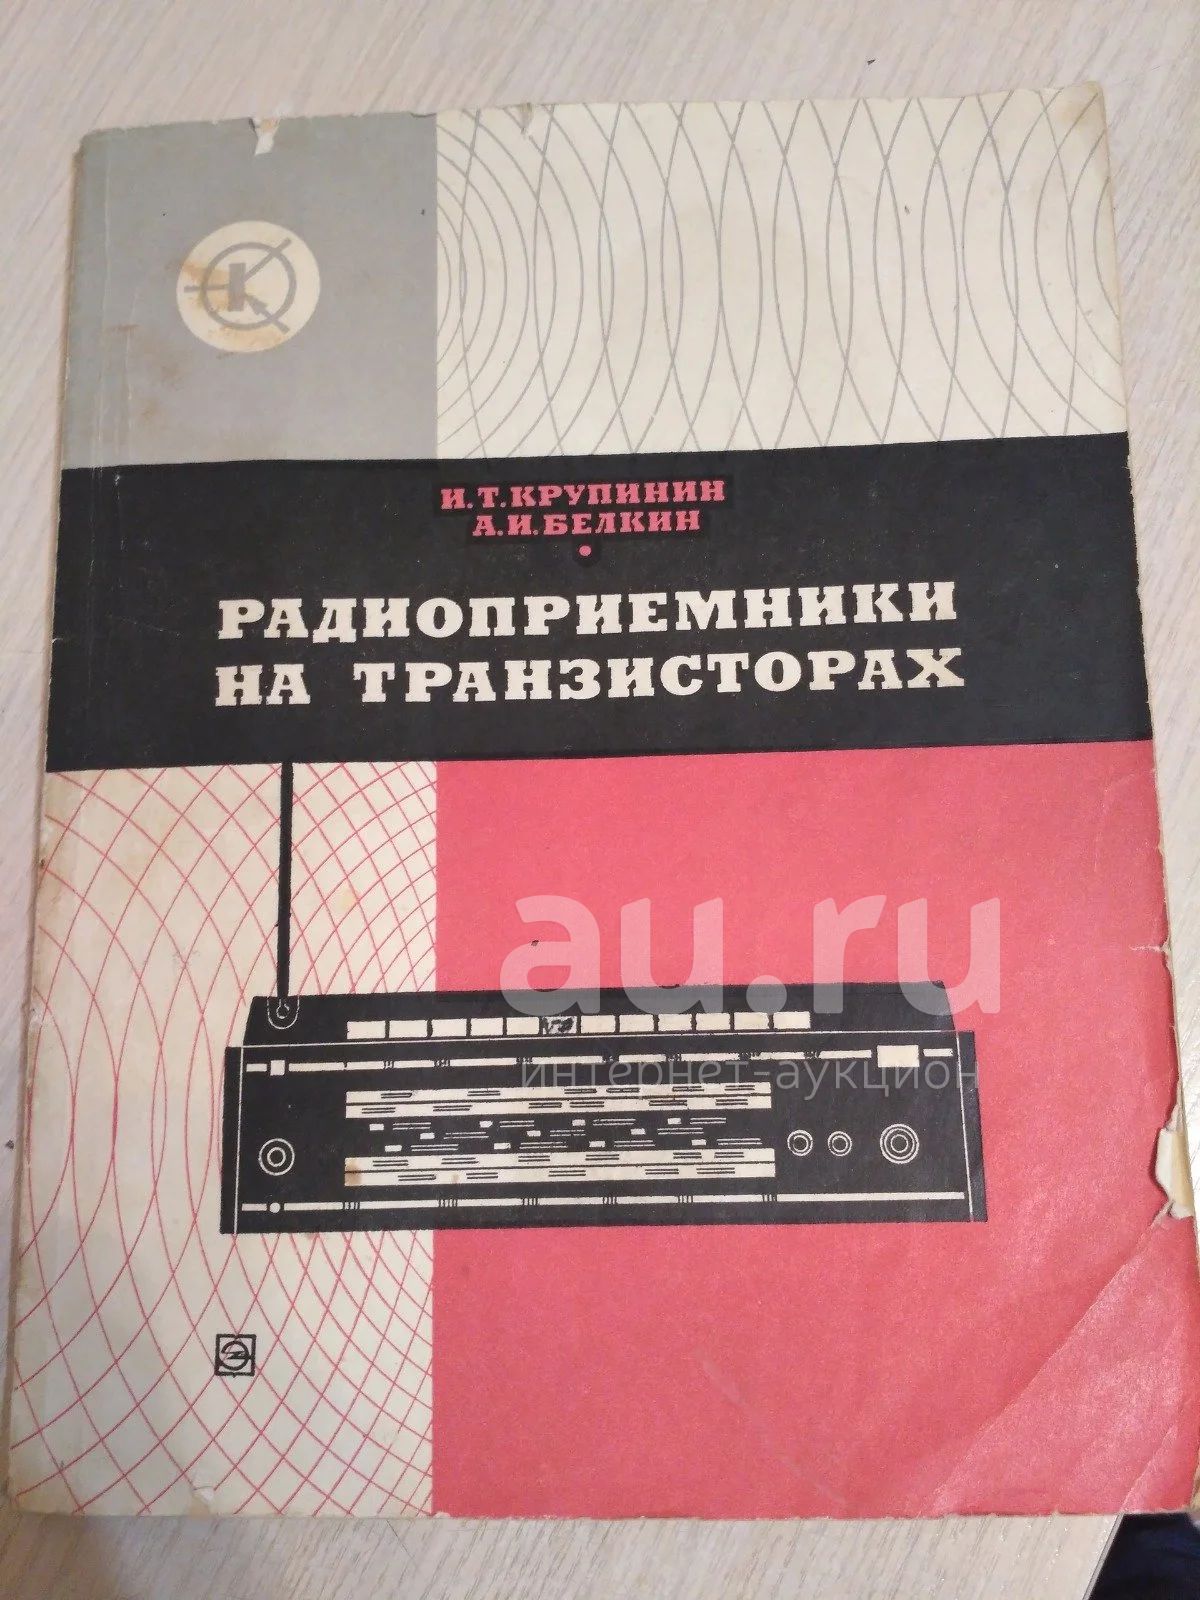 К
И.Т.КРУПИНИН
А.И.БЕЛКИН
РАДИОПРИЕМНИКИ
НА ТРАНЗИСТОРАХ
au.ru
интернет-аукцион
Э